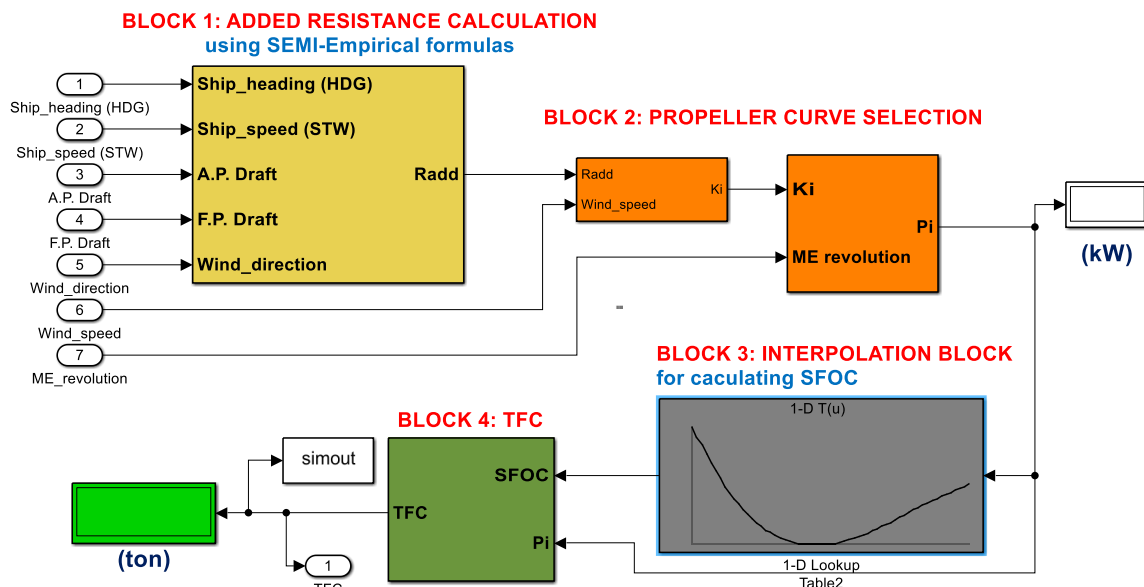 BLOCK 1: ADDED RESISTANCE CALCULATION
using SEMI-Empirical formulas
1
Ship_heading (HDG)
2
Ship_speed (STW)
3
A.P. Draft
4
F.P. Draft
5
Wind_direction
6
Wind_speed
7
ME_revolution
Ship_heading (HDG)
Ship_speed (STW)
A.P. Draft
Radd
F.P. Draft
Wind_direction
BLOCK 2: PROPELLER CURVE SELECTION
Radd
Ki
Wind_speed
Ki
Pi
ME revolution
(kW)
BLOCK 3: INTERPOLATION BLOCK
for caculating SFOC
1-D T(u)
1-D Lookup
Table2
BLOCK 4: TFC
SFOC
TFC
Pi
simout
(ton)
1
TFC